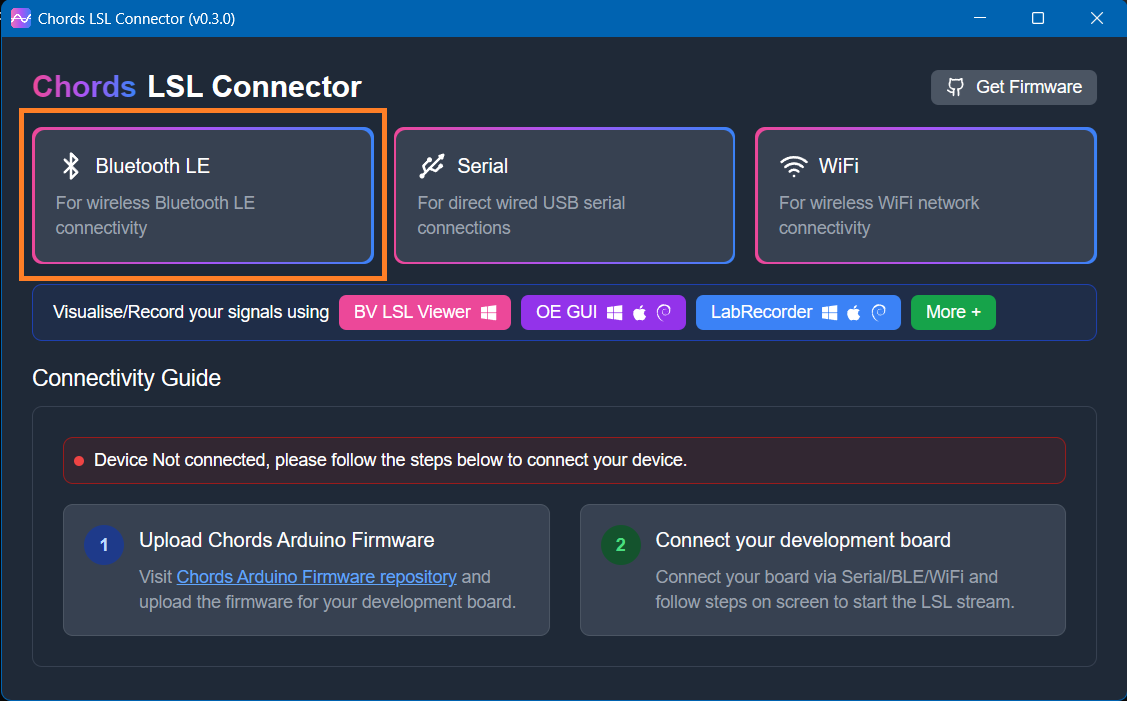 Chords LSL Connector (v0.3.0)
Chords LSL Connector
Get Firmware
Bluetooth LE
For wireless Bluetooth LE
connectivity
Serial
For direct wired USB serial
connections
WiFi
For wireless WiFi network
connectivity
Visualise/Record your signals using BV LSL Viewer OE GUI LabRecorder More +
Connectivity Guide
Device Not connected, please follow the steps below to connect your device.
1 Upload Chords Arduino Firmware
Visit Chords Arduino Firmware repository and
upload the firmware for your development board.
2 Connect your development board
Connect your board via Serial/BLE/WiFi and
follow steps on screen to start the LSL stream.